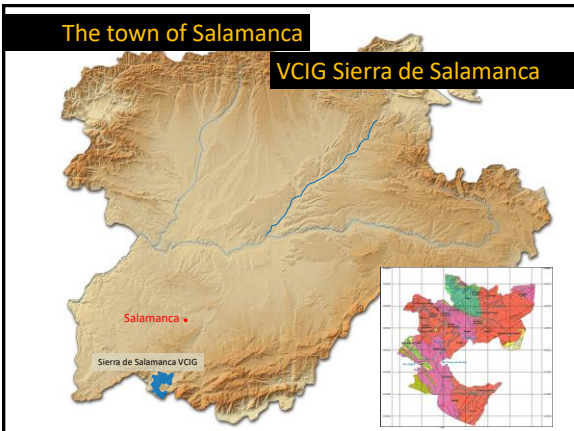 The town of Salamanca
VCIG Sierra de Salamanca
Salamanca
Sierra de Salamanca VCIG